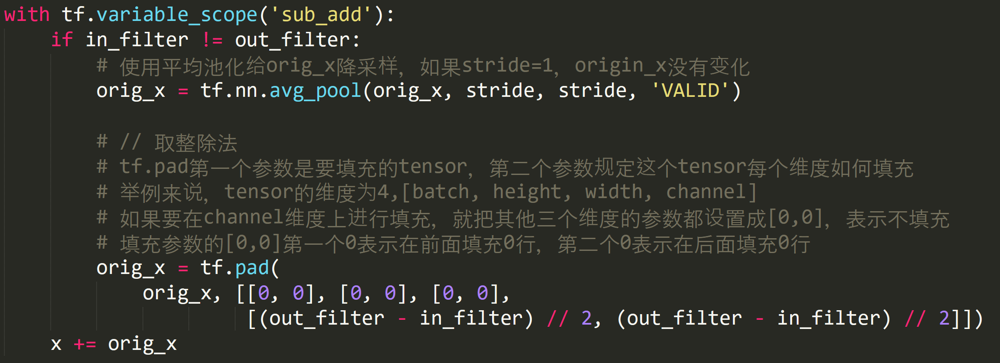 with tf.variable_scope('sub_add'):
    if in_filter != out_filter:
        # 使用平均池化给orig_x降采样，如果stride=1，origin_x没有变化
        orig_x = tf.nn.avg_pool(orig_x, stride, stride, 'VALID')

        # // 取整除法
        # tf.pad第一个参数是要填充的tensor，第二个参数规定这个tensor每个维度如何填充
        # 举例来说，tensor的维度为4,[batch, height, width, channel]
        # 如果要在channel维度上进行填充，就把其他三个维度的参数都设置成[0,0]，表示不填充
        # 填充参数的[0,0]第一个0表示在前面填充0行，第二个0表示在后面填充0行
        orig_x = tf.pad(
            orig_x, [[0, 0], [0, 0], [0, 0],
                     [(out_filter - in_filter) // 2, (out_filter - in_filter) // 2]])
    x += orig_x